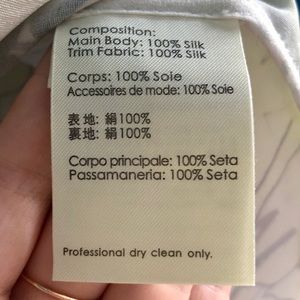 Composition:
Main Body: 100% Silk
Trim Fabric: 100% Silk
Corps: 100% Soie
Accessoires de mode: 100% Soie
表地: 絹100%
裏地: 絹100%
Corpo principale: 100% Seta
Passamaneria: 100% Seta
Professional dry clean only.